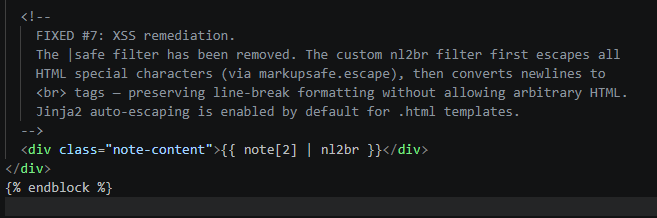 <!--
FIXED #7: XSS remediation.
The |safe filter has been removed. The custom nl2br filter first escapes all
HTML special characters (via markupsafe.escape), then converts newlines to
<br> tags — preserving line-break formatting without allowing arbitrary HTML.
Jinja2 auto-escaping is enabled by default for .html templates.
-->
<div class="note-content">{{ note[2] | nl2br }}</div>
</div>
{% endblock %}